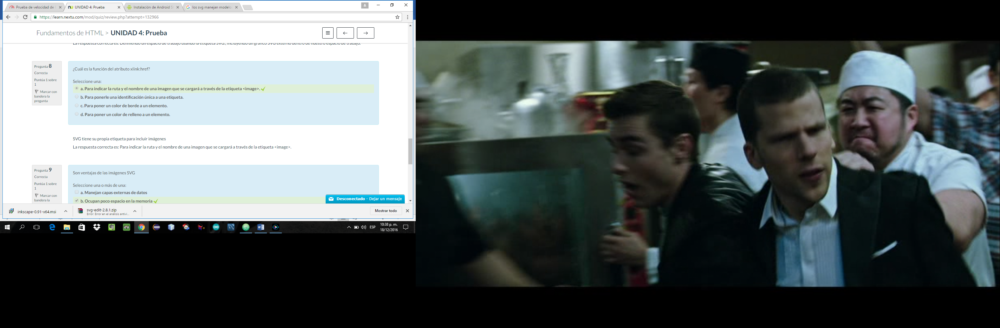 Prueba de velocidad de
UNIDAD 4: Prueba
Instalación de Android S
los svg manejan modelo
https://learn.nextu.com/mod/quiz/review.php?attempt=132966
Fundamentos de HTML > UNIDAD 4: Prueba
La respuesta correcta es: Definiendo un espacio de trabajo usando la etiqueta SVG., Incluyendo un gráfico SVG externo dentro de nuestro espacio de trabajo.
Pregunta 8
Correcta
Puntúa 1 sobre
1
Marcar con
bandera la
pregunta
¿Cuál es la función del atributo xlink:href?
Seleccione una:
a. Para indicar la ruta y el nombre de una imagen que se cargará a través de la etiqueta <image>.
b. Para ponerle una identificación única a una etiqueta.
c. Para poner un color de borde a un elemento.
d. Para poner un color de relleno a un elemento.
SVG tiene su propia etiqueta para incluir imágenes
La respuesta correcta es: Para indicar la ruta y el nombre de una imagen que se cargará a través de la etiqueta <image>.
Pregunta 9
Correcta
Puntúa 1 sobre
1
Marcar con
bandera la
Son ventajas de las imágenes SVG
Seleccione una o más de una:
a. Manejan capas externas de datos
b. Ocupan poco espacio en la memoria
Desconectado - Dejar un mensaje
inkscape-0.91-x64.msi
svg-edit-2.8.1.zip
Error: Error en el análisis antivi...
Mostrar todo
ESP
10:38 p. m.
18/12/2016